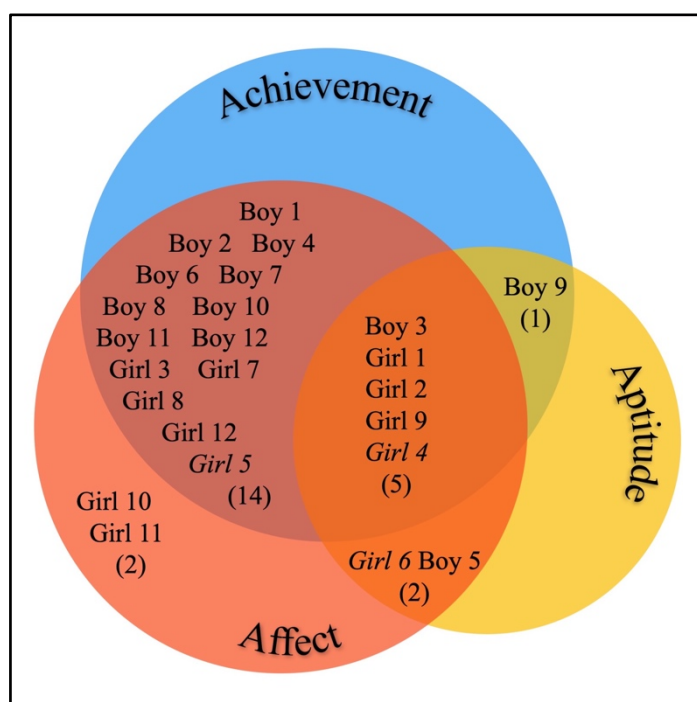 Achievement
Boy 1
Boy 2 Boy 4
Boy 6 Boy 7
Boy 8 Boy 10
Boy 11 Boy 12
Girl 3 Girl 7
Girl 8
Girl 12
Girl 5
(14)
Boy 9
(1)
Boy 3
Girl 1
Girl 2
Girl 9
Girl 4
(5)
Aptitude
Girl 10
Girl 11
(2)
Girl 6 Boy 5
(2)
Affect